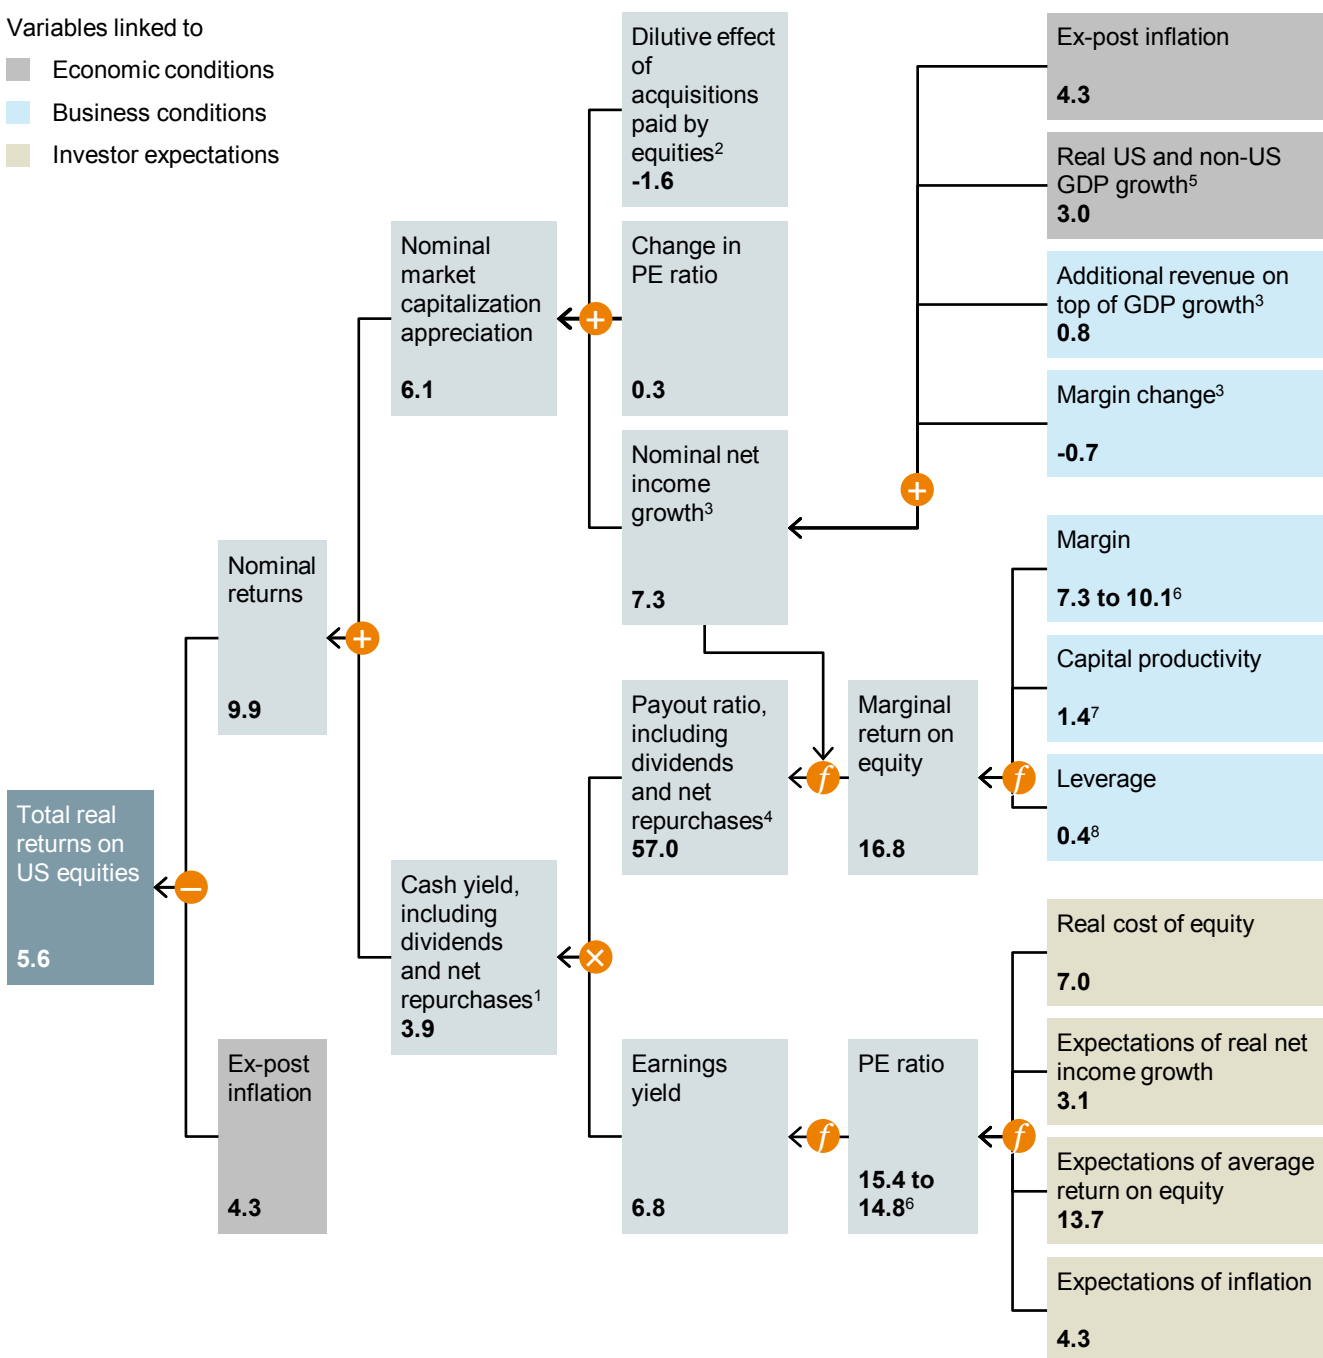 Variables linked to
Economic conditions
Business conditions
Investor expectations
Total real
returns on
US equities
5.6
−
Nominal
returns
9.9
Ex-post
inflation
4.3
+
Nominal
market
capitalization
appreciation
6.1
Cash yield,
including
dividends
and net
repurchases1
3.9
+
×
Dilutive effect
of
acquisitions
paid by
equities2
-1.6
Change in
PE ratio
0.3
Nominal net
income
growth3
7.3
Payout ratio,
including
dividends
and net
repurchases4
57.0
Earnings
yield
6.8
f
f
Marginal
return on
equity
16.8
PE ratio
15.4 to
14.86
+
f
f
Ex-post inflation
4.3
Real US and non-US
GDP growth5
3.0
Additional revenue on
top of GDP growth3
0.8
Margin change3
-0.7
Margin
7.3 to 10.16
Capital productivity
1.47
Leverage
0.48
Real cost of equity
7.0
Expectations of real net
income growth
3.1
Expectations of average
return on equity
13.7
Expectations of inflation
4.3